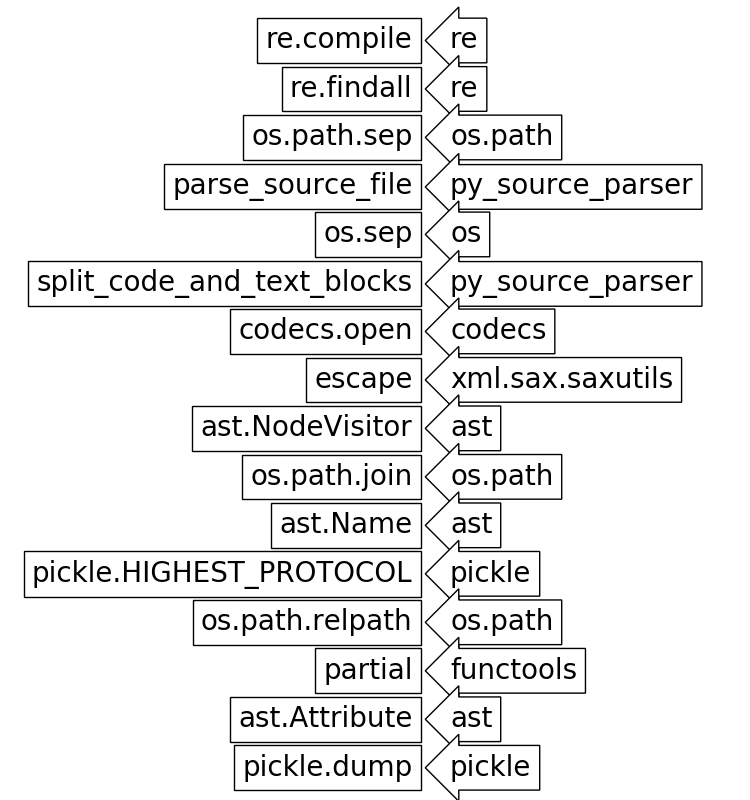 re.compile re
re.findall re
os.path.sep os.path
parse_source_file py_source_parser
os.sep os
split_code_and_text_blocks py_source_parser
codecs.open codecs
escape xml.sax.saxutils
ast.NodeVisitor ast
os.path.join os.path
ast.Name ast
pickle.HIGHEST_PROTOCOL pickle
os.path.relpath os.path
partial functools
ast.Attribute ast
pickle.dump pickle